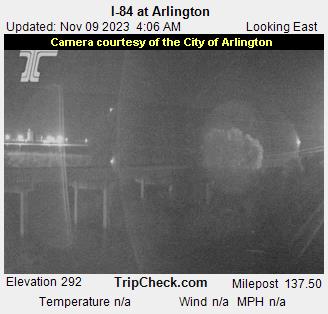 I-84 at Arlington
Updated: Nov 09 2023 4:06 AM Looking East
Camera courtesy of the City of Arlington
Elevation 292 TripCheck.com Milepost 137.50
Temperature n/a Wind n/a MPH n/a